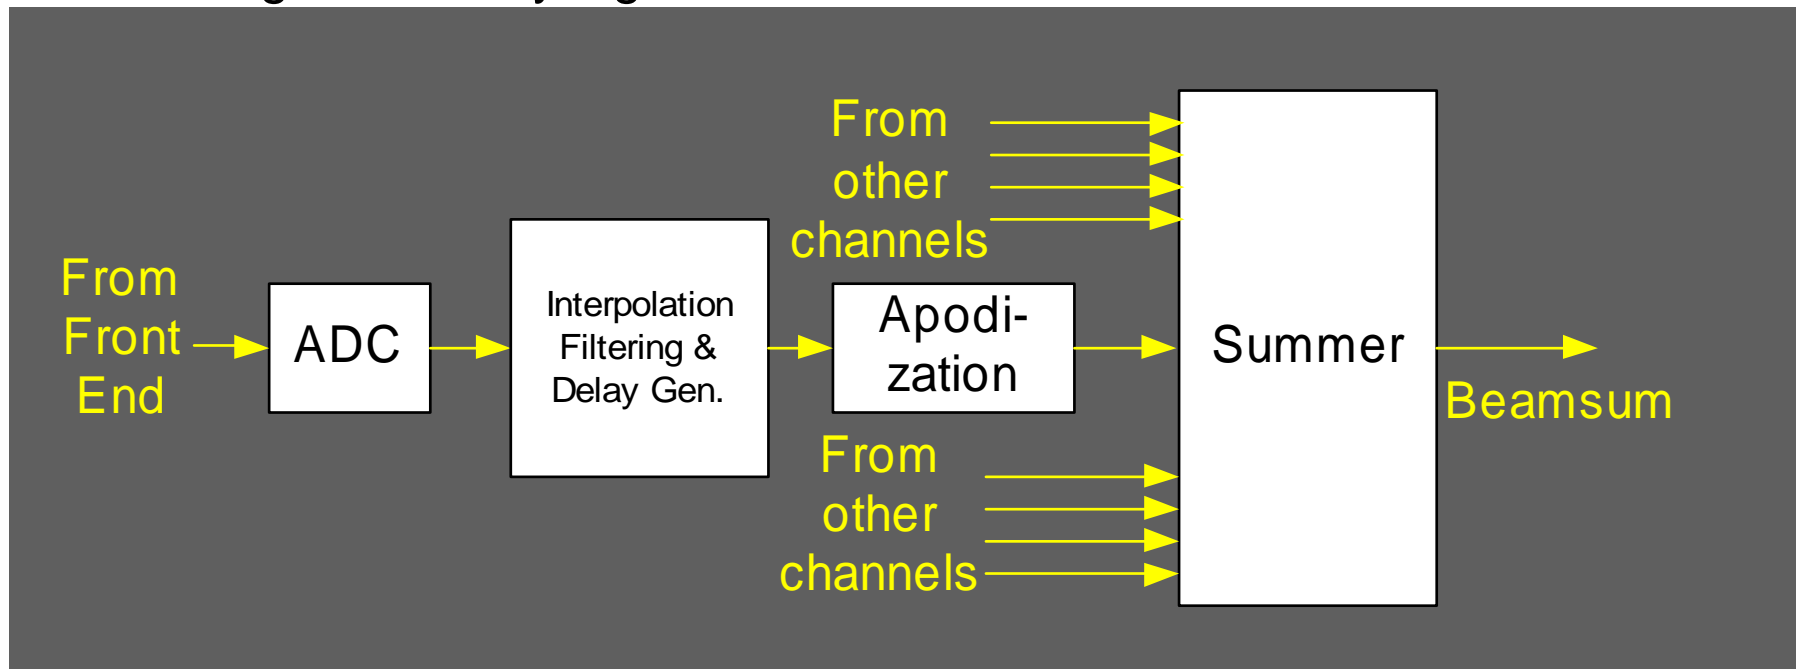 From
other
channels
From
Front
End
ADC
Interpolation
Filtering &
Delay Gen.
Apodi-
zation
Summer
Beamsum
From
other
channels